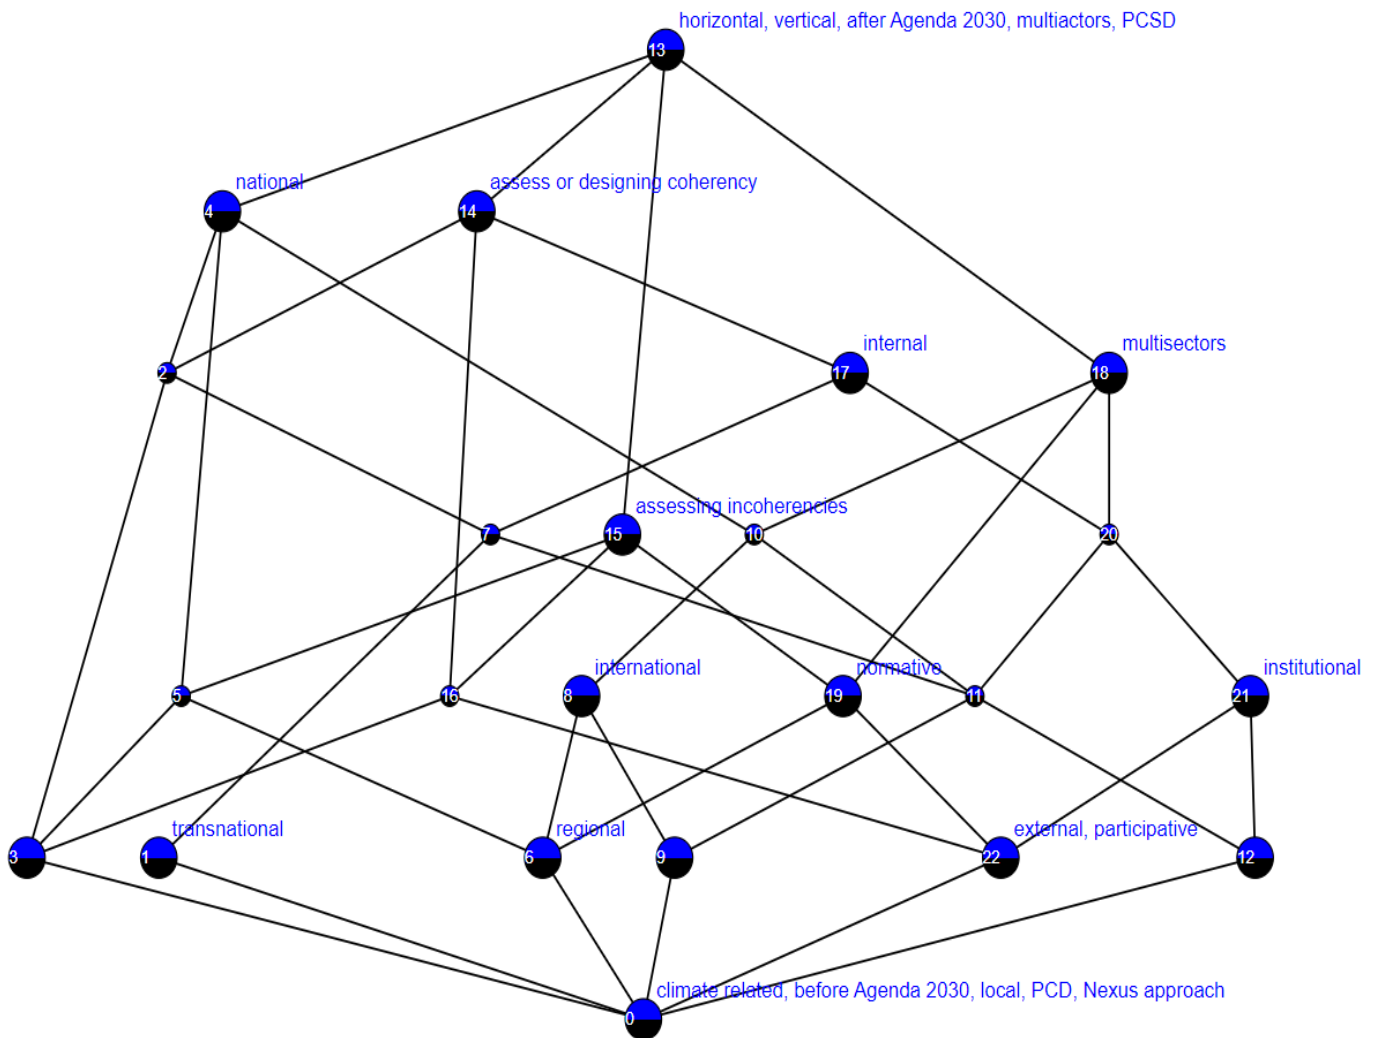 horizontal, vertical, after Agenda 2030, multiactors, PCSD
13
national
assess or designing coherency
4
14
internal
multisectors
2
17
18
assessing incoherencies
7
15
10
20
international
normative
institutional
5
16
8
19
11
21
transnational
regional
external, participative
3
1
6
9
22
12
climate related, before Agenda 2030, local, PCD, Nexus approach
0